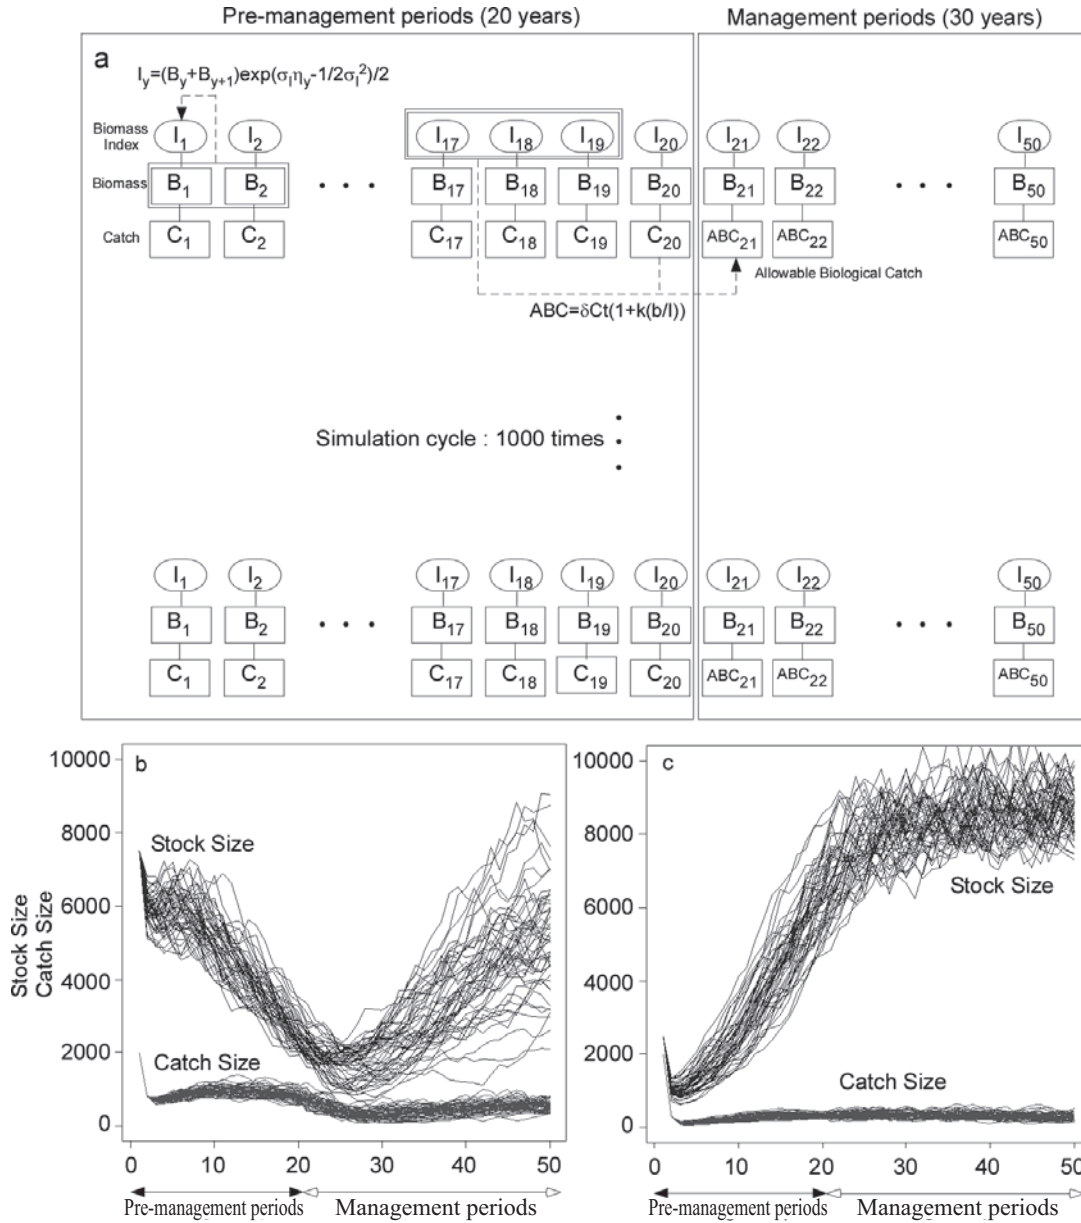 Pre-management periods (20 years) Management periods (30 years)
a
I_y=(B_y+B_{y+1})exp(σ_Iη_y-1/2σ_I^2)/2
Biomass Index I_1 I_2 I_17 I_18 I_19 I_20 I_21 I_22 I_50
Biomass B_1 B_2 • • • B_17 B_18 B_19 B_20 B_21 B_22 • • • B_50
Catch C_1 C_2 C_17 C_18 C_19 C_20 ABC_21 ABC_22 ABC_50
Allowable Biological Catch
ABC=δCt(1+k(b/I))
Simulation cycle : 1000 times
I_1 I_2 I_17 I_18 I_19 I_20 I_21 I_22 I_50
B_1 B_2 • • • B_17 B_18 B_19 B_20 B_21 B_22 • • • B_50
C_1 C_2 C_17 C_18 C_19 C_20 ABC_21 ABC_22 ABC_50
b
Stock Size
Catch Size
10000
8000
6000
4000
2000
0
Stock Size
Catch Size
0 10 20 30 40 50
Pre-management periods Management periods
c
10000
8000
6000
4000
2000
0
Stock Size
Catch Size
0 10 20 30 40 50
Pre-management periods Management periods